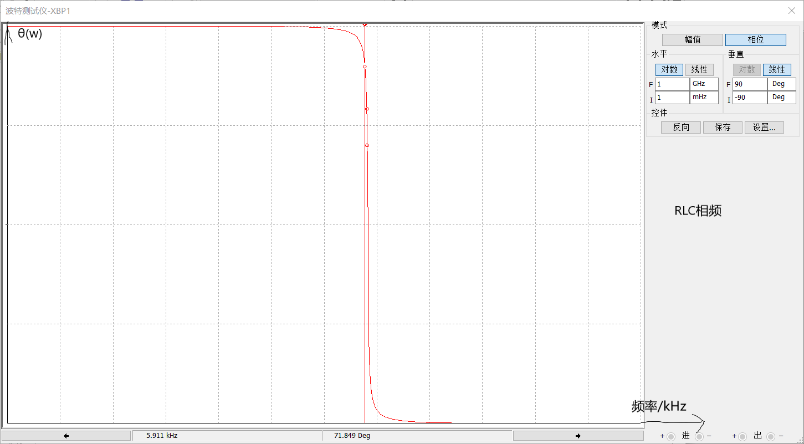 波特测试仪-XBP1
θ(w)
模式
幅值 相位
水平 垂直
对数 线性 对数 线性
F 1 GHz F 90 Deg
I 1 mHz I -90 Deg
控件
反向 保存 设置...
RLC相频
频率/kHz
5.911 kHz 71.849 Deg
+ 进 - + 出 -